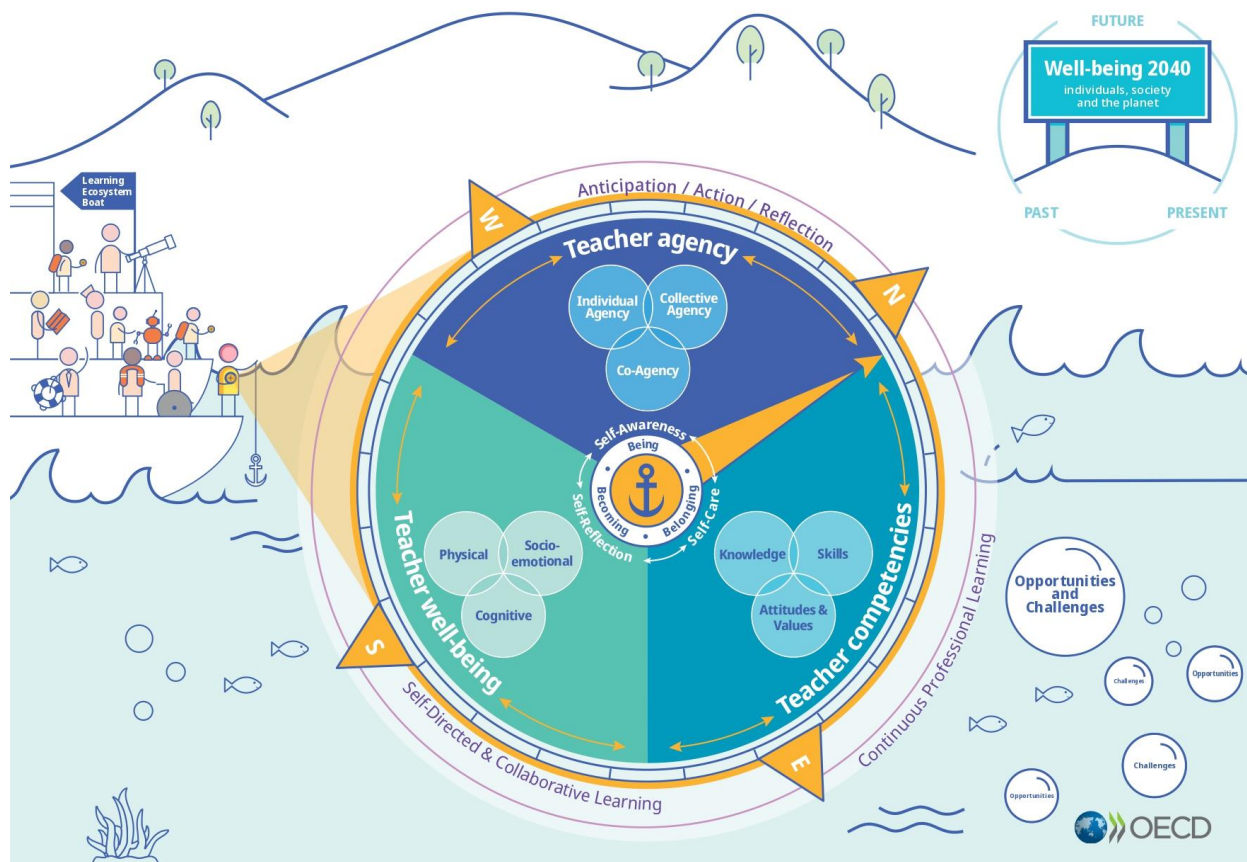 FUTURE
Well-being 2040
individuals, society
and the planet
PAST
PRESENT
Learning
Ecosystem
Boat
Anticipation / Action / Reflection
W
N
Teacher agency
Individual
Agency
Collective
Agency
Co-Agency
Self-Awareness
Being
Becoming
Belonging
Self-Reflection
Self-Care
Teacher well-being
Physical
Socio-
emotional
Cognitive
Teacher competencies
Knowledge
Skills
Attitudes &
Values
S
E
Self-Directed & Collaborative Learning
Continuous Professional Learning
Opportunities
and
Challenges
Challenges
Opportunities
Challenges
Opportunities
OECD